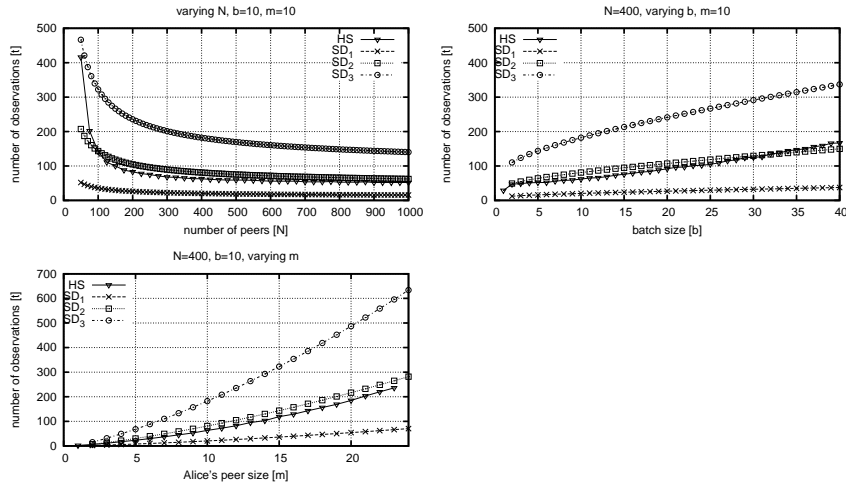 varying N, b=10, m=10
number of observations [t]
500
400
300
200
100
0
HS
SD1
SD2
SD3
0 100 200 300 400 500 600 700 800 900 1000
number of peers [N]
N=400, varying b, m=10
number of observations [t]
500
400
300
200
100
0
HS
SD1
SD2
SD3
0 5 10 15 20 25 30 35 40
batch size [b]
N=400, b=10, varying m
number of observations [t]
700
600
500
400
300
200
100
0
HS
SD1
SD2
SD3
0 5 10 15 20
Alice's peer size [m]